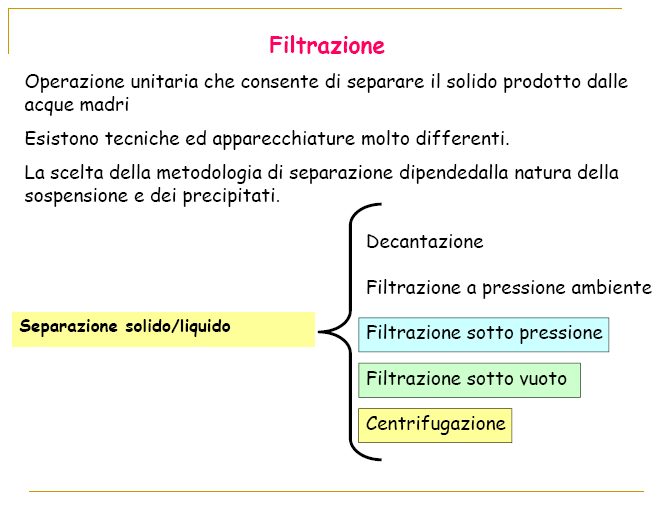 Filtrazione
Operazione unitaria che consente di separare il solido prodotto dalle
acque madri
Esistono tecniche ed apparecchiature molto differenti.
La scelta della metodologia di separazione dipendedalla natura della
sospensione e dei precipitati.
Separazione solido/liquido
Decantazione
Filtrazione a pressione ambiente
Filtrazione sotto pressione
Filtrazione sotto vuoto
Centrifugazione